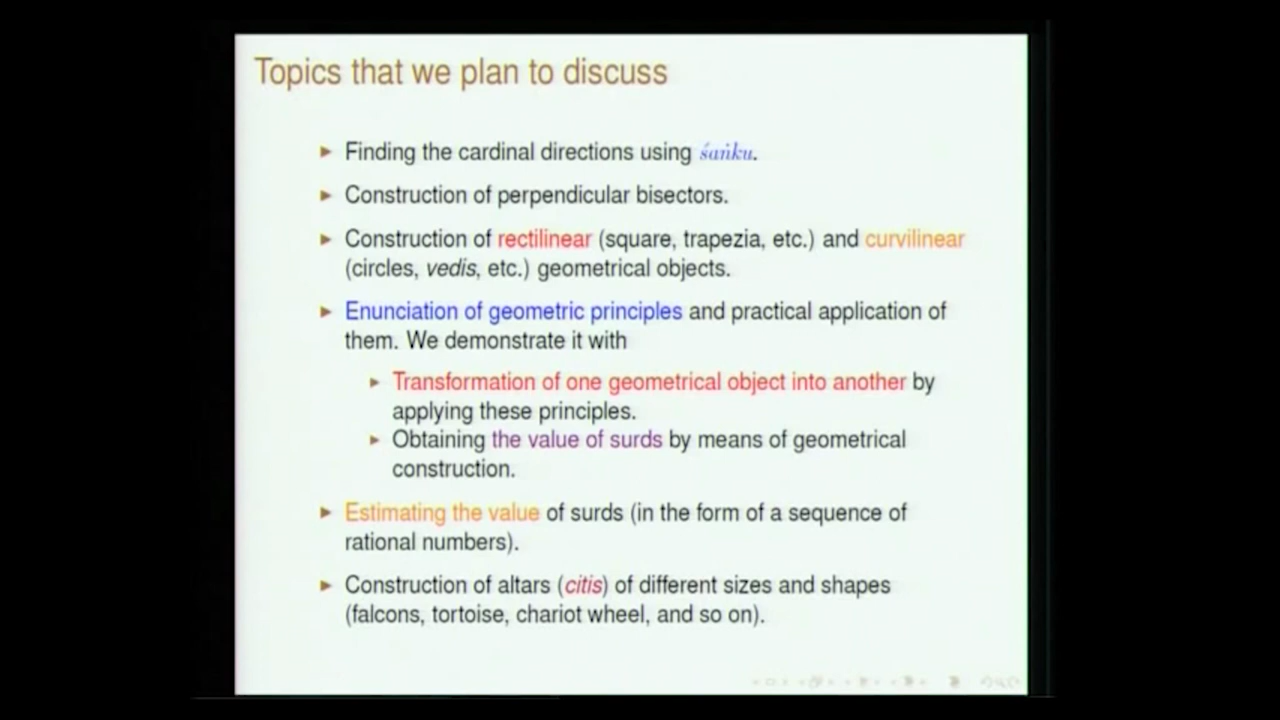 Topics that we plan to discuss
Finding the cardinal directions using śaṅku.
Construction of perpendicular bisectors.
Construction of rectilinear (square, trapezia, etc.) and curvilinear
(circles, vedis, etc.) geometrical objects.
Enunciation of geometric principles and practical application of
them. We demonstrate it with
Transformation of one geometrical object into another by
applying these principles.
Obtaining the value of surds by means of geometrical
construction.
Estimating the value of surds (in the form of a sequence of
rational numbers).
Construction of altars (citis) of different sizes and shapes
(falcons, tortoise, chariot wheel, and so on).